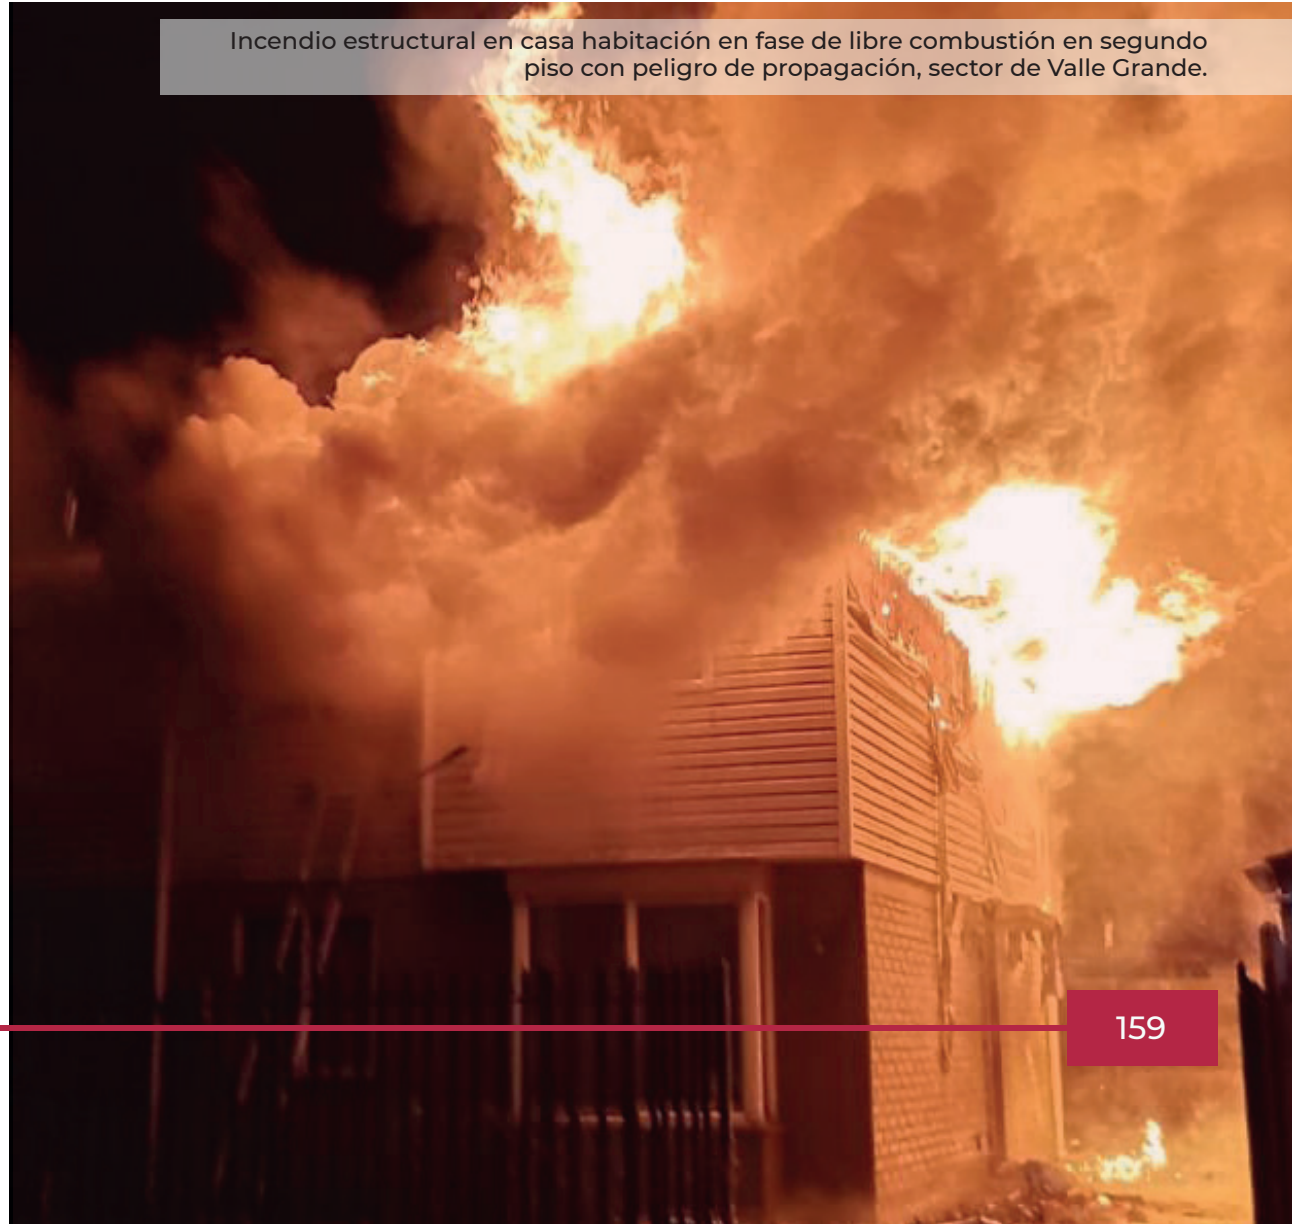 Incendio estructural en casa habitación en fase de libre combustión en segundo
piso con peligro de propagación, sector de Valle Grande.
159